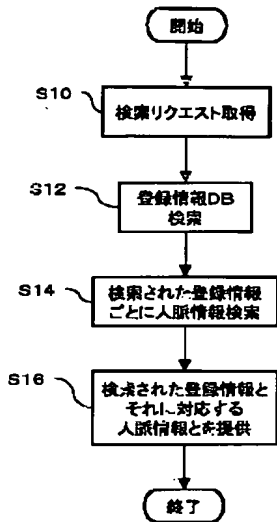 開始
S10
検索リクエスト取得
S12
登録情報DB
検索
S14
検索された登録情報
ごとに人脈情報検索
S16
検索された登録情報と
それに対応する
人脈情報とを提供
終了